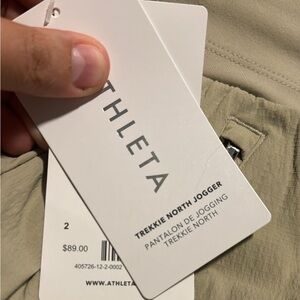 ATHLETA
TREKKIE NORTH JOGGER
PANTALON DE JOGGING
TREKKIE NORTH
2
$89.00
405726-12-2-0002
WWW.ATHLETA